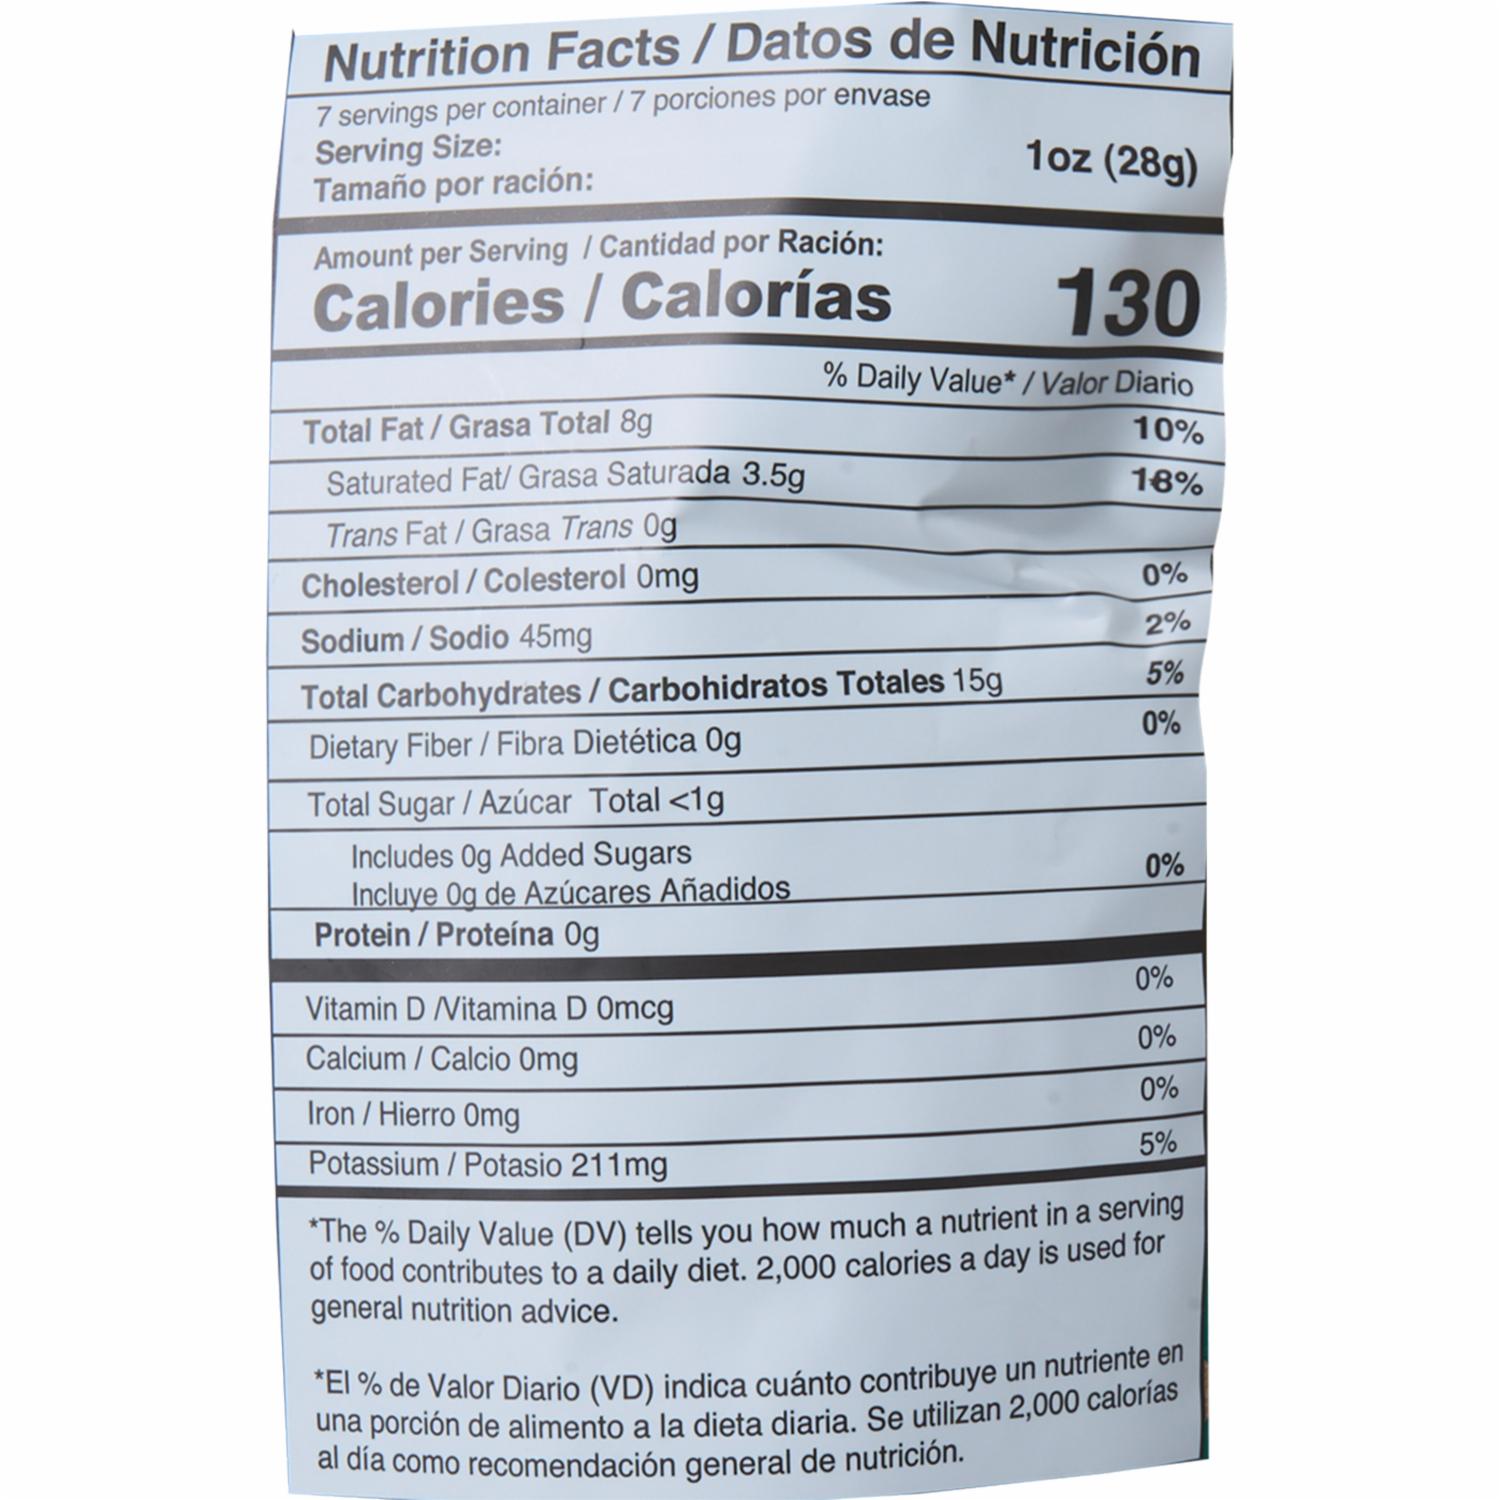 Nutrition Facts / Datos de Nutrición
7 servings per container / 7 porciones por envase
Serving Size:
Tamaño por ración:
1oz (28g)
Amount per Serving / Cantidad por Ración:
Calories / Calorías 130
% Daily Value* / Valor Diario
Total Fat / Grasa Total 8g 10%
Saturated Fat/ Grasa Saturada 3.5g 18%
Trans Fat / Grasa Trans 0g
Cholesterol / Colesterol 0mg 0%
Sodium / Sodio 45mg 2%
Total Carbohydrates / Carbohidratos Totales 15g 5%
Dietary Fiber / Fibra Dietética 0g 0%
Total Sugar / Azúcar Total <1g
Includes 0g Added Sugars
Incluye 0g de Azúcares Añadidos 0%
Protein / Proteína 0g
Vitamin D /Vitamina D 0mcg 0%
Calcium / Calcio 0mg 0%
Iron / Hierro 0mg 0%
Potassium / Potasio 211mg 5%
*The % Daily Value (DV) tells you how much a nutrient in a serving
of food contributes to a daily diet. 2,000 calories a day is used for
general nutrition advice.
*El % de Valor Diario (VD) indica cuánto contribuye un nutriente en
una porción de alimento a la dieta diaria. Se utilizan 2,000 calorías
al día como recomendación general de nutrición.